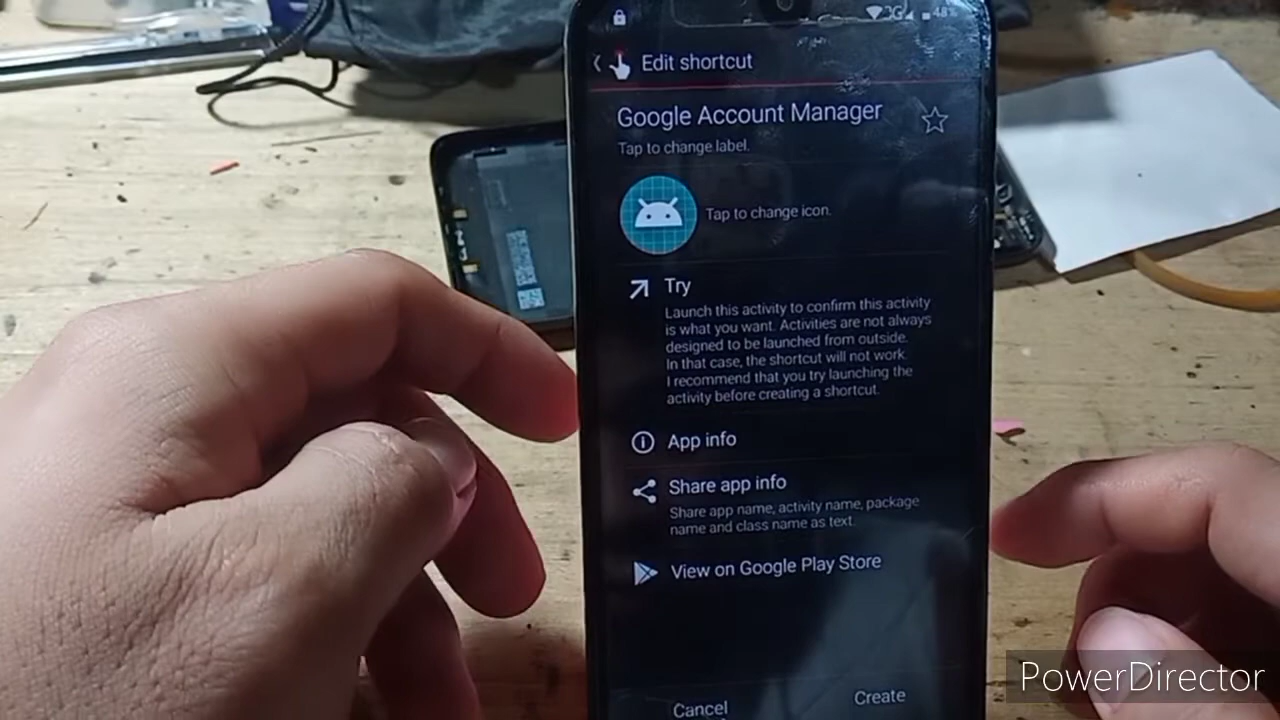 3G 48%
Edit shortcut
Google Account Manager
Tap to change label.
Tap to change icon.
Try
Launch this activity to confirm this activity
is what you want. Activities are not always
designed to be launched from outside.
In that case, the shortcut will not work.
I recommend that you try launching the
activity before creating a shortcut.
App info
Share app info
Share app name, activity name, package
name and class name as text.
View on Google Play Store
Cancel
Create
PowerDirector